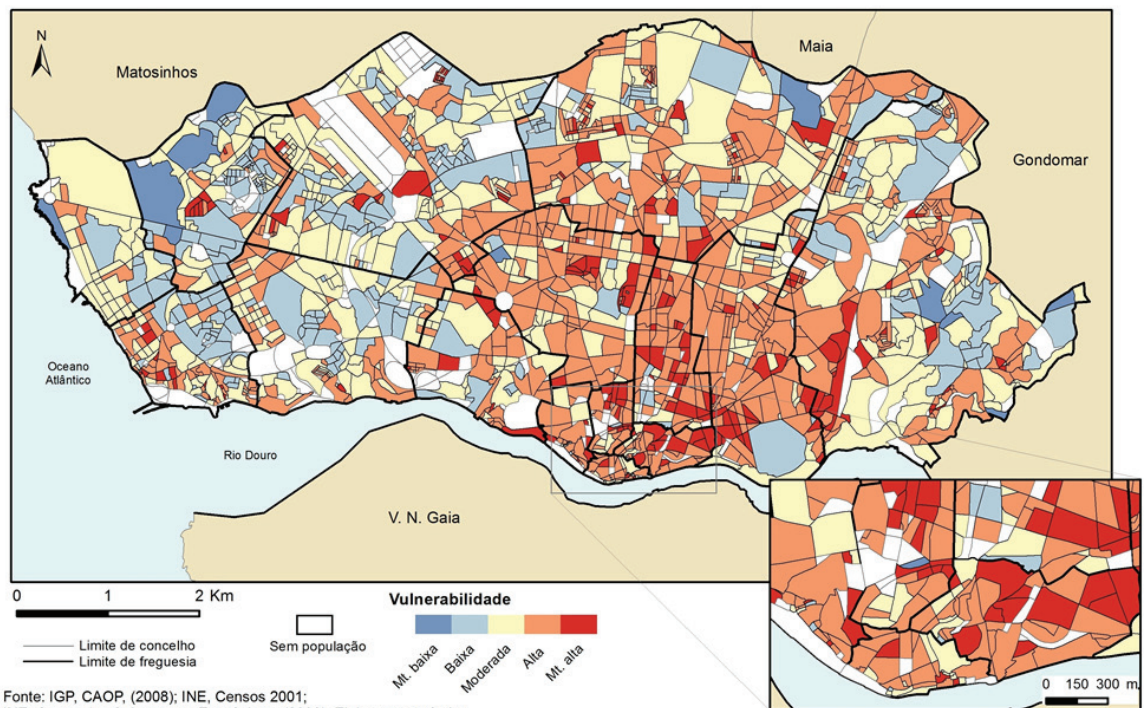 N
Matosinhos
Maia
Gondomar
Oceano
Atlântico
Rio Douro
V. N. Gaia
0 1 2 Km
Limite de concelho
Limite de freguesia
Sem população
Vulnerabilidade
Mt. baixa
Baixa
Moderada
Alta
Mt. alta
0 150 300 m.
Fonte: IGP, CAOP, (2008); INE, Censos 2001;